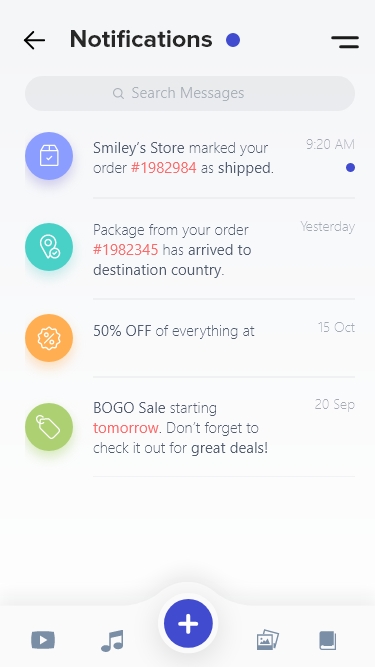 Notifications
Search Messages
Smiley’s Store marked your
order #1982984 as shipped.
9:20 AM
Package from your order
#1982345 has arrived to
destination country.
Yesterday
50% OFF of everything at
15 Oct
BOGO Sale starting
tomorrow. Don’t forget to
check it out for great deals!
20 Sep